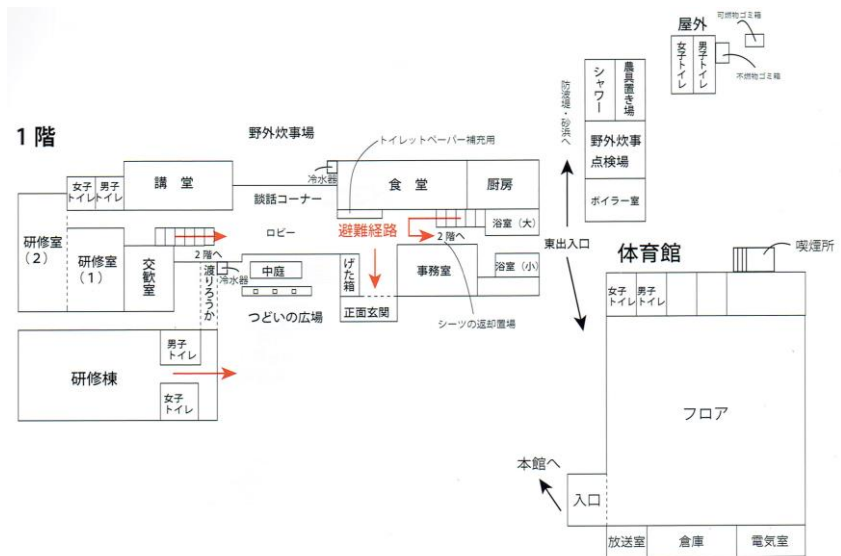 1 階
野外炊事場
トイレットペーパー補充用
冷水器
女子
トイレ
男子
トイレ
講 堂
談話コーナー
食 堂
厨房
研修室
(2)
研修室
(1)
交歓室
ロビー
2 階へ
避難経路
2 階へ
浴室(大)
浴室(小)
渡りろうか
冷水器
中庭
げた箱
事務室
つどいの広場
正面玄関
シーツの返却置場
研修棟
男子
トイレ
女子
トイレ
屋外
可燃物ゴミ箱
女子トイレ
男子トイレ
不燃物ゴミ箱
防波堤・砂浜へ
シャワー
農具置き場
野外炊事
点検場
ボイラー室
東出入口
体育館
喫煙所
女子
トイレ
男子
トイレ
フロア
本館へ
入口
放送室
倉庫
電気室